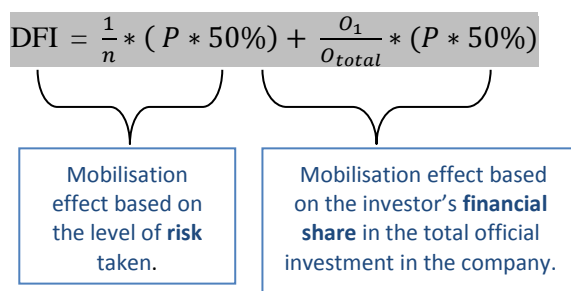 DFI = 1/n * ( P * 50%) + O1/Ototal * (P * 50%)
Mobilisation
effect based on
the level of risk
taken.
Mobilisation effect based
on the investor's financial
share in the total official
investment in the company.